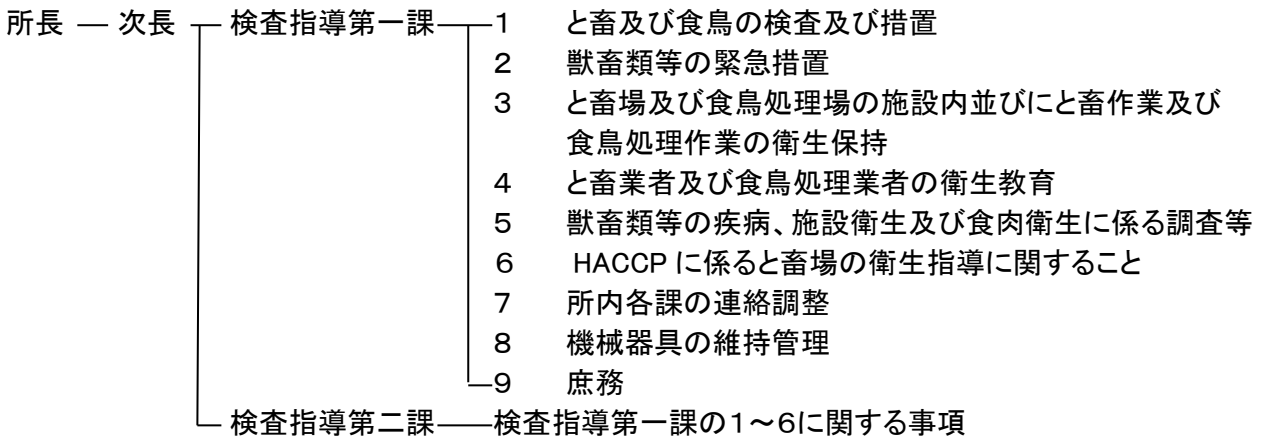 所長 ― 次長 ― 検査指導第一課――1 と畜及び食鳥の検査及び措置
2 獣畜類等の緊急措置
3 と畜場及び食鳥処理場の施設内並びにと畜作業及び
食鳥処理作業の衛生保持
4 と畜業者及び食鳥処理業者の衛生教育
5 獣畜類等の疾病、施設衛生及び食肉衛生に係る調査等
6 HACCP に係ると畜場の衛生指導に関すること
7 所内各課の連絡調整
8 機械器具の維持管理
9 庶務
検査指導第二課――検査指導第一課の1～6に関する事項